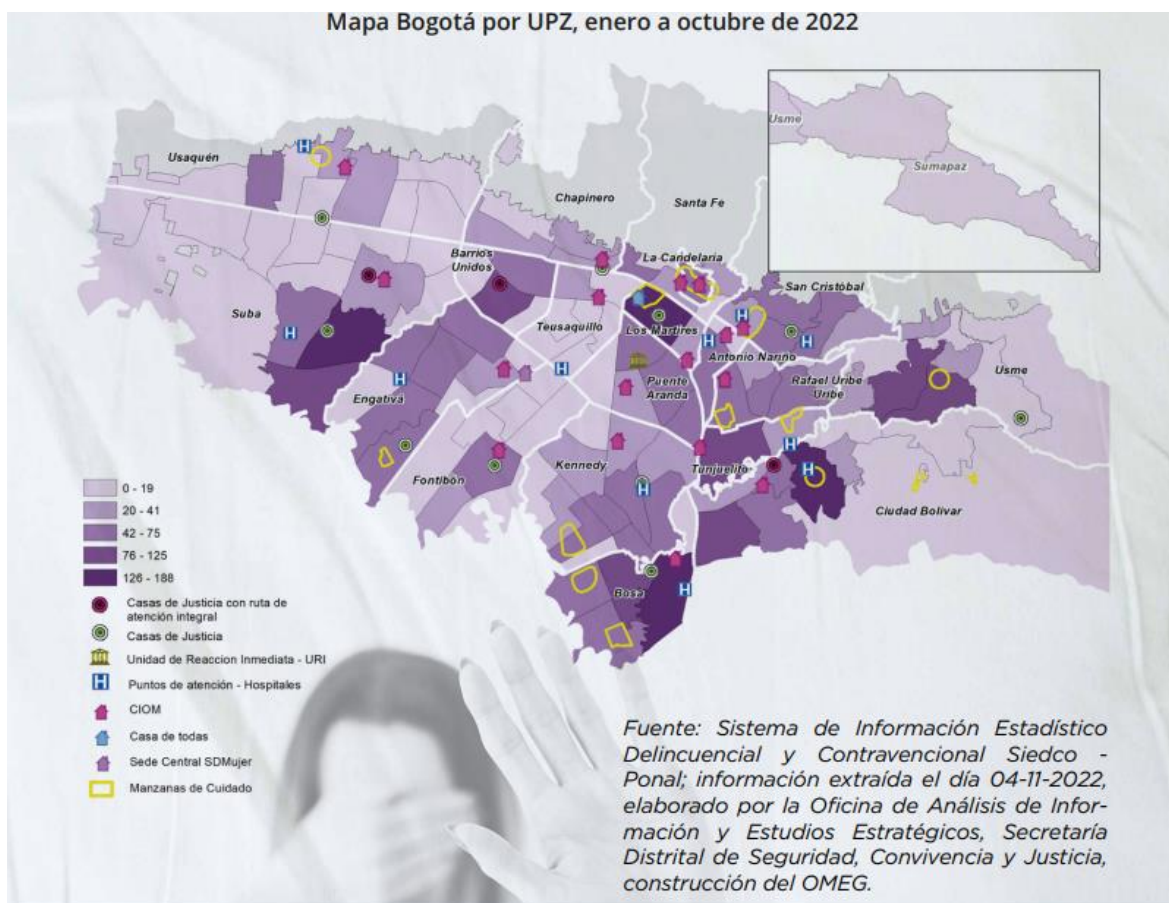 Mapa Bogotá por UPZ, enero a octubre de 2022
Usme
Sumapaz
Usaquén
Chapinero
Santa Fe
Barrios
Unidos
La Candelaria
San Cristóbal
Suba
Teusaquillo
Los Martires
Antonio Nariño
Usme
Engativa
Puente
Aranda
Rafael Uribe
Uribe
Fontibón
Kennedy
Tunjuelito
Ciudad Bolívar
Bosa
0 - 19
20 - 41
42 - 75
76 - 125
126 - 188
Casas de Justicia con ruta de
atención integral
Casas de Justicia
Unidad de Reaccion Inmediata - URI
Puntos de atención - Hospitales
CIOM
Casa de todas
Sede Central SDMujer
Manzanas de Cuidado
Fuente: Sistema de Información Estadístico
Delincuencial y Contravencional Siedco -
Ponal; información extraída el día 04-11-2022,
elaborado por la Oficina de Análisis de Infor-
mación y Estudios Estratégicos, Secretaría
Distrital de Seguridad, Convivencia y Justicia,
construcción del OMEG.